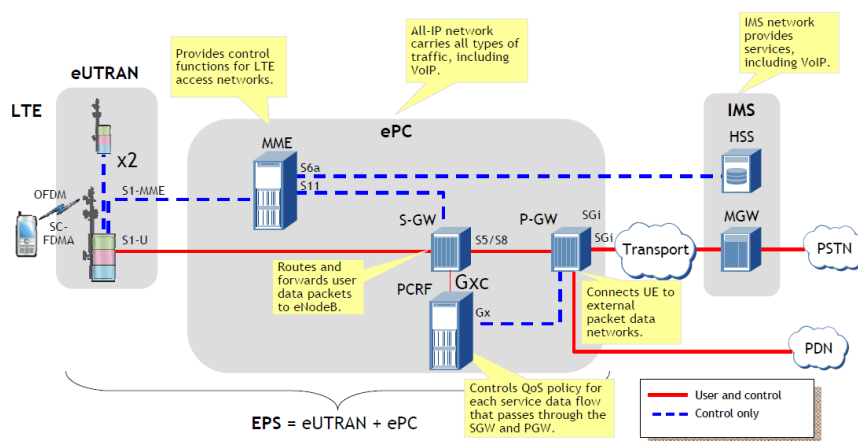 All-IP network
carries all types of
traffic, including
VoIP.
IMS network
provides
services,
including VoIP.
Provides control
functions for LTE
access networks.
eUTRAN
LTE
ePC
IMS
HSS
MME
x2
S6a
S11
OFDM
S1-MME
SC-
FDMA
S-GW
P-GW
SGi
MGW
S1-U
S5/S8
SGi
Transport
PSTN
Routes and
forwards user
data packets
to eNodeB.
PCRF
Gxc
Gx
Connects UE to
external
packet data
networks.
PDN
Controls QoS policy for
each service data flow
that passes through the
SGW and PGW.
EPS = eUTRAN + ePC
User and control
Control only